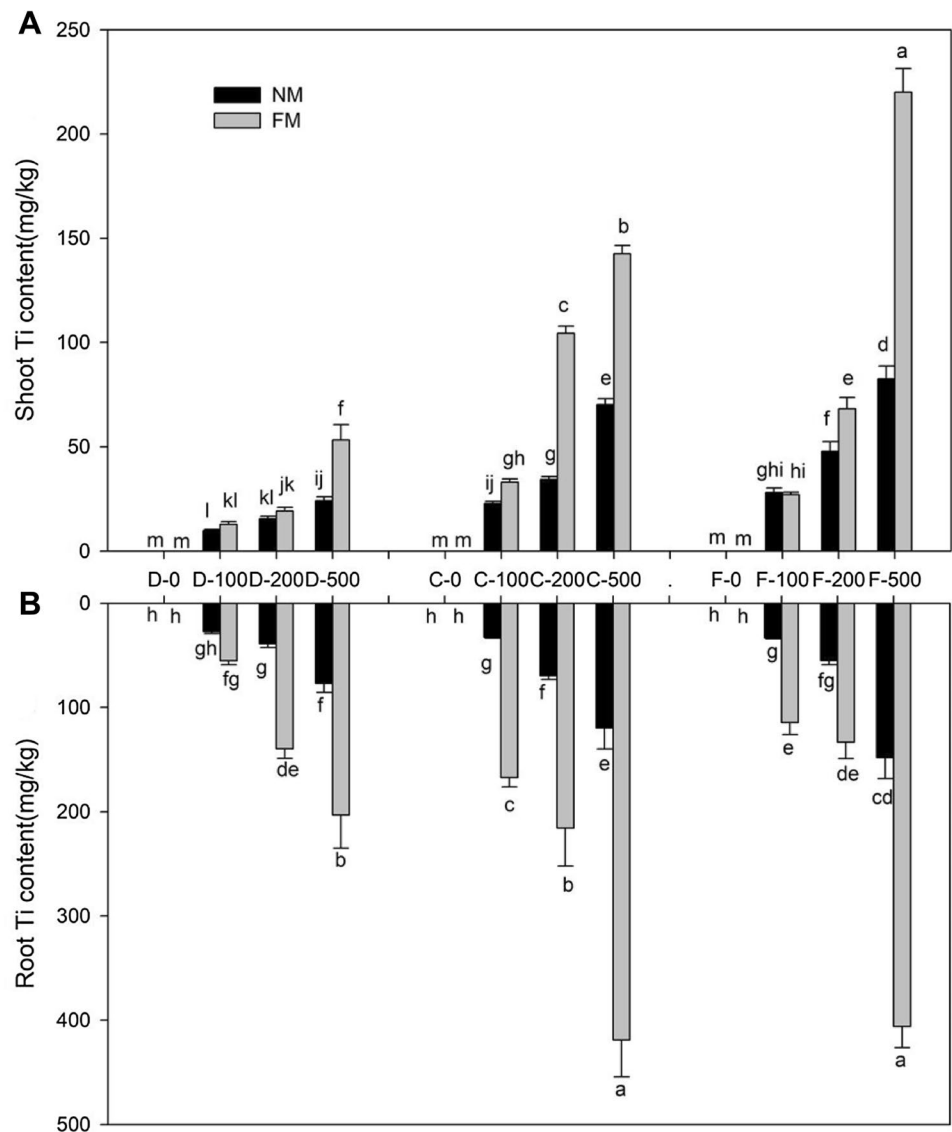 A
250
200
150
100
50
0
Shoot Ti content(mg/kg)
NM
FM
m m l kl kl jk ij f m m ij gh g c e b m m ghi hi f e d a
D-0 D-100 D-200 D-500 C-0 C-100 C-200 C-500 . F-0 F-100 F-200 F-500
B
0
100
200
300
400
500
Root Ti content(mg/kg)
h h gh fg g de f b h h g c f b e a h h g e fg de cd a